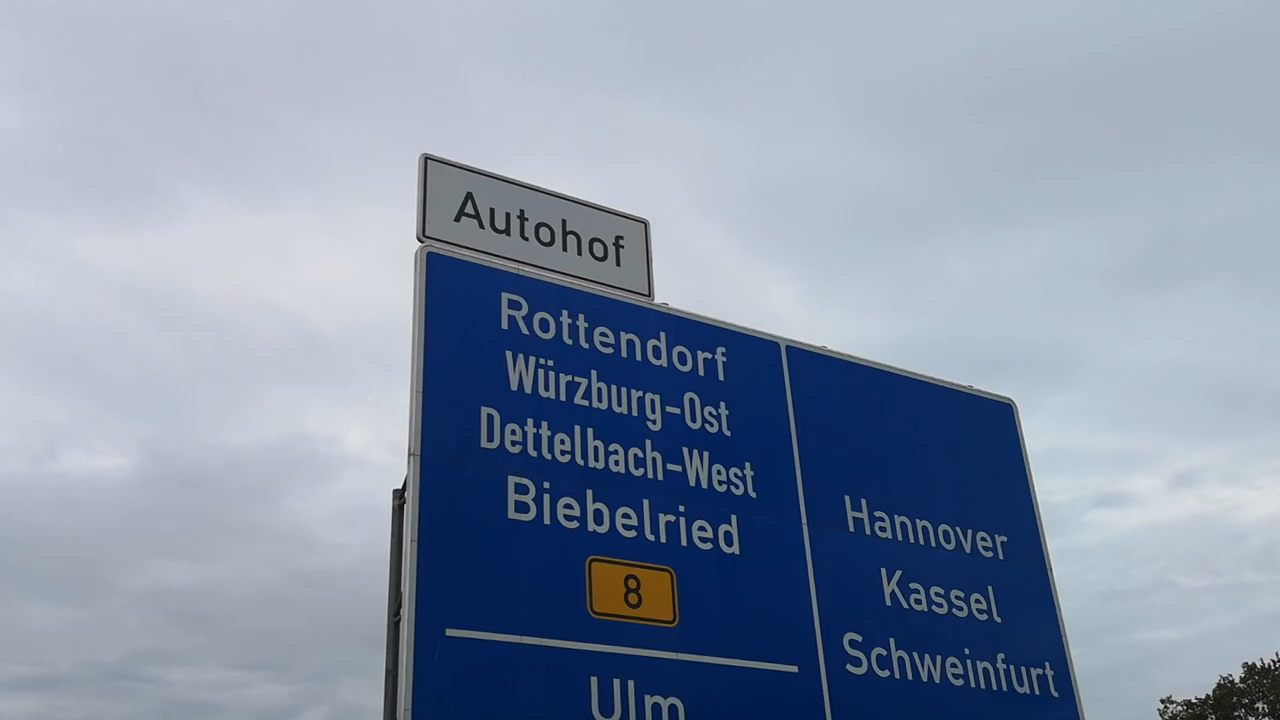 Autohof
Rottendorf
Würzburg-Ost
Dettelbach-West
Biebelried
8
Ulm
Hannover
Kassel
Schweinfurt